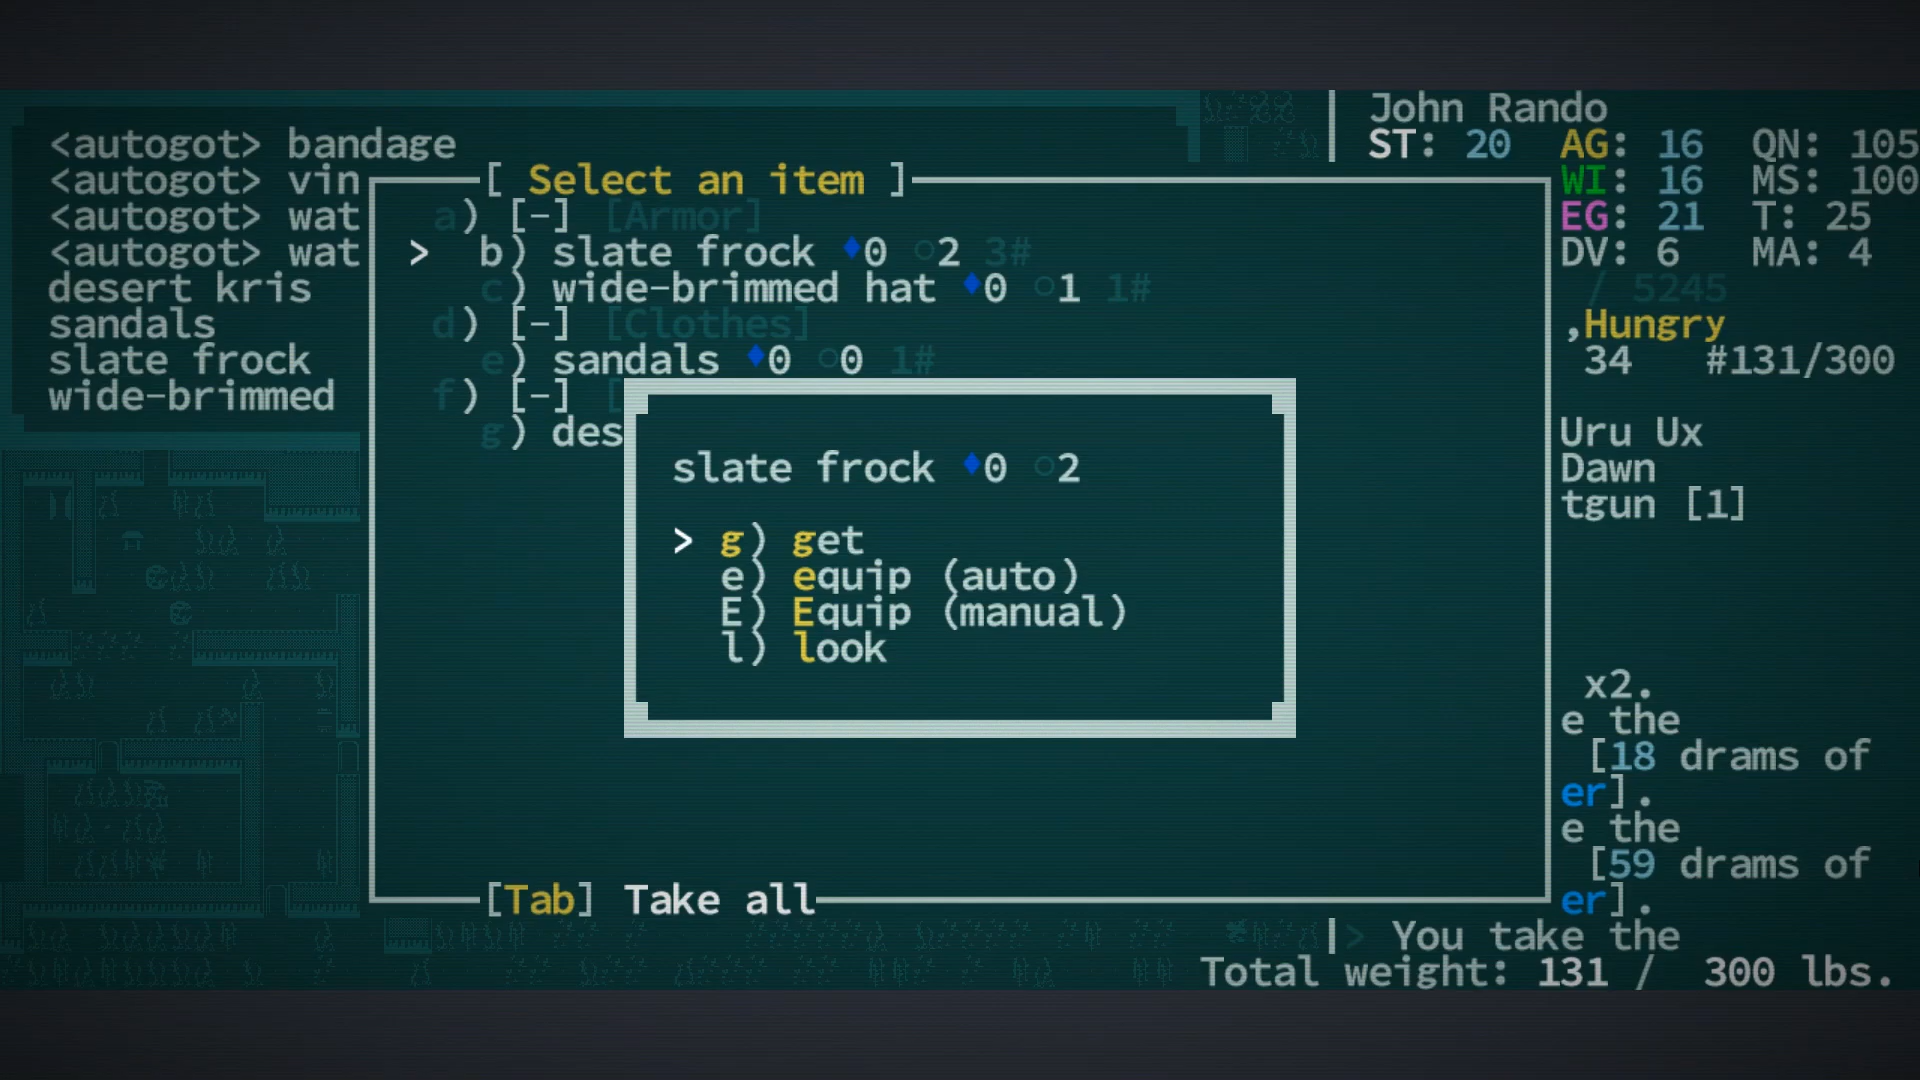 John Rando
<autogot> bandage
ST: 20 AG: 16 QN: 105
<autogot> vin
[ Select an item ]
WI: 16 MS: 100
<autogot> wat
a) [-] [Armor]
EG: 21 T: 25
<autogot> wat
> b) slate frock ♦0 ○2 3#
DV: 6 MA: 4
desert kris
c) wide-brimmed hat ♦0 ○1 1#
/ 5245
sandals
d) [-] [Clothes]
,Hungry
slate frock
e) sandals ♦0 ○0 1#
34 #131/300
wide-brimmed
f) [-] [
g) des
Uru Ux
slate frock ♦0 ○2
Dawn
tgun [1]
> g) get
e) equip (auto)
E) Equip (manual)
l) look
x2.
e the
[18 drams of
er].
e the
[59 drams of
[Tab] Take all
er].
> You take the
Total weight: 131 / 300 lbs.